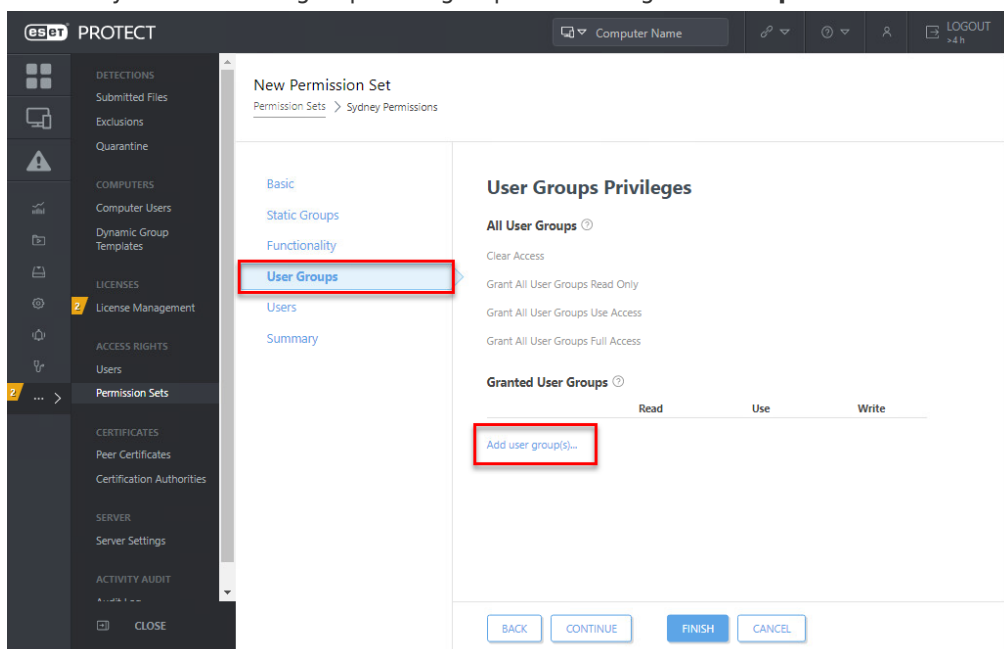 eset PROTECT
Computer Name
LOGOUT
>4 h
DETECTIONS
Submitted Files
Exclusions
Quarantine
COMPUTERS
Computer Users
Dynamic Group
Templates
LICENSES
2 License Management
ACCESS RIGHTS
Users
2 ... >
Permission Sets
CERTIFICATES
Peer Certificates
Certification Authorities
SERVER
Server Settings
ACTIVITY AUDIT
CLOSE
New Permission Set
Permission Sets > Sydney Permissions
Basic
Static Groups
Functionality
User Groups
Users
Summary
User Groups Privileges
All User Groups
Clear Access
Grant All User Groups Read Only
Grant All User Groups Use Access
Grant All User Groups Full Access
Granted User Groups
Read Use Write
Add user group(s)...
BACK CONTINUE FINISH CANCEL